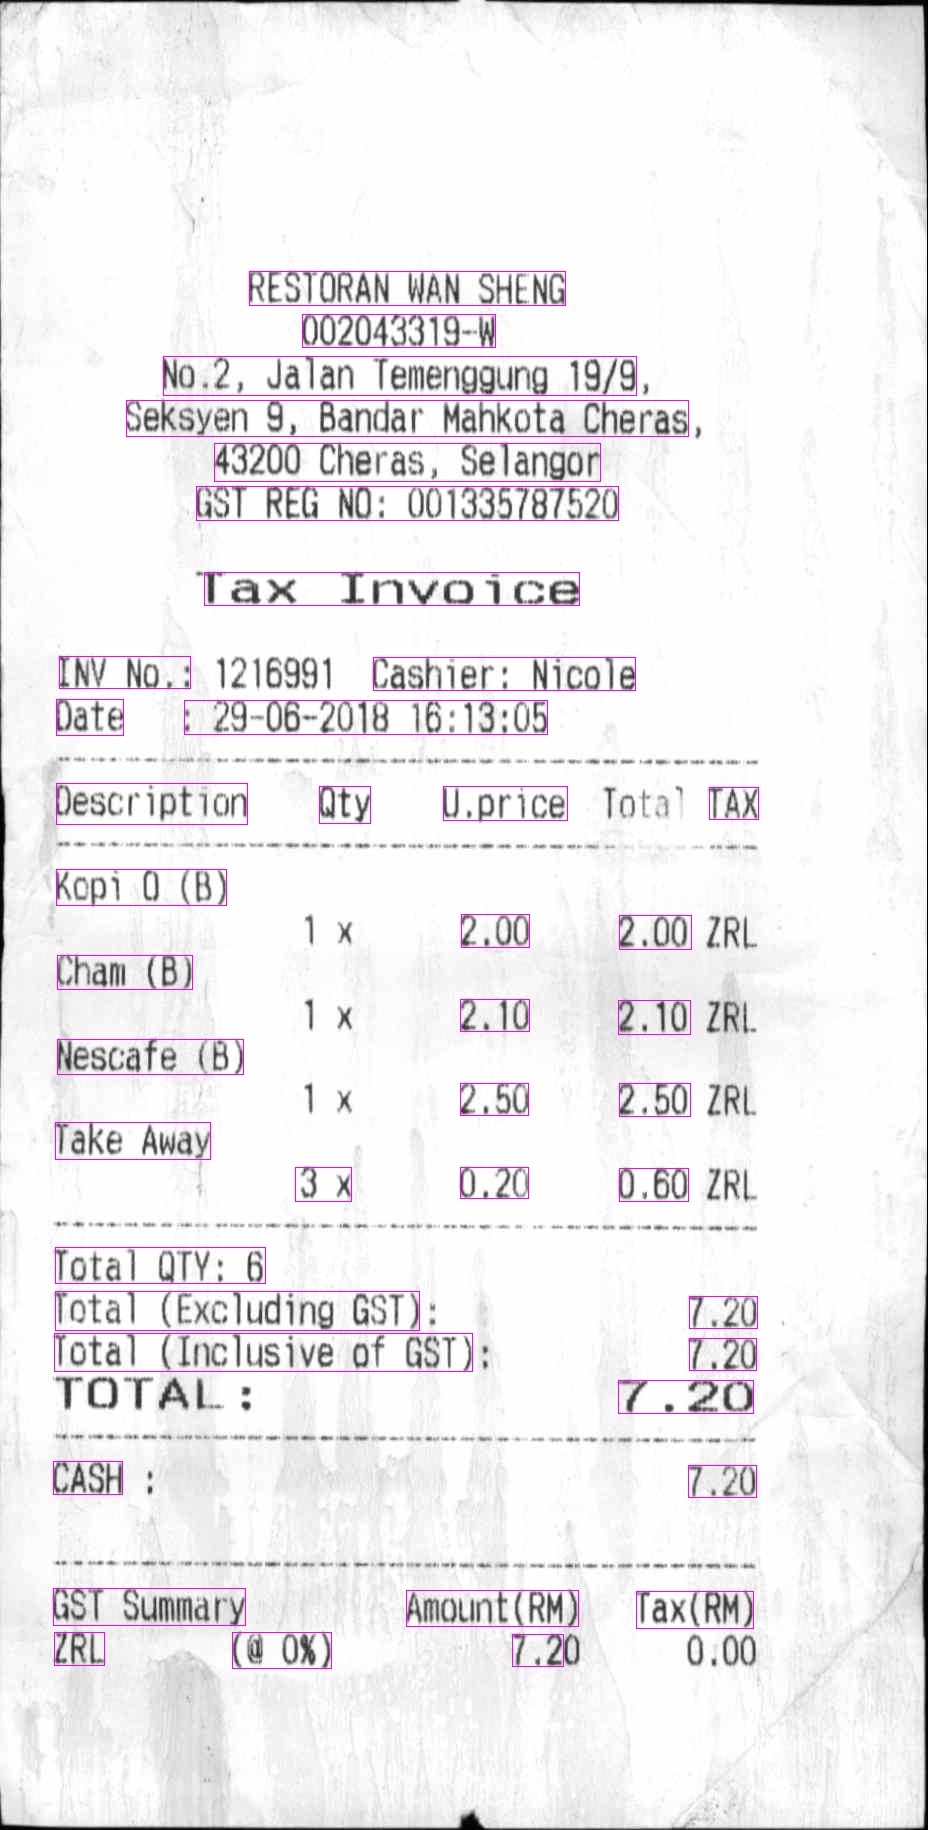 RESTORAN WAN SHENG
002043319-W
No.2, Jalan Temenggung 19/9,
Seksyen 9, Bandar Mahkota Cheras,
43200 Cheras, Selangor
GST REG NO: 001335787520
Tax Invoice
INV No.: 1216991 Cashier: Nicole
Date : 29-06-2018 16:13:05
Description Qty U.price Total TAX
Kopi O (B)
1 x 2.00 2.00 ZRL
Cham (B)
1 x 2.10 2.10 ZRL
Nescafe (B)
1 x 2.50 2.50 ZRL
Take Away
3 x 0.20 0.60 ZRL
Total QTY: 6
Total (Excluding GST): 7.20
Total (Inclusive of GST): 7.20
TOTAL: 7.20
CASH : 7.20
GST Summary Amount(RM) Tax(RM)
ZRL (@ 0%) 7.20 0.00